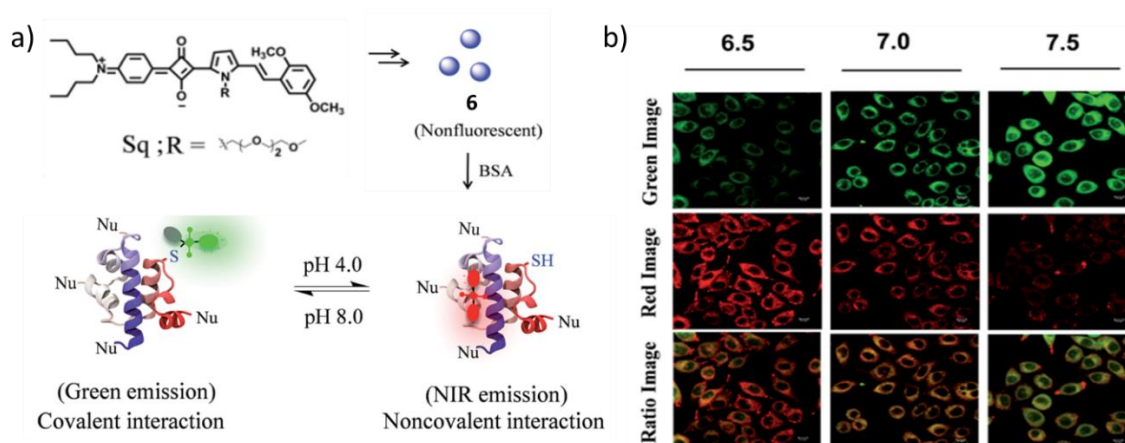 a)
O
H₃CO
N
+
N
R
O
−
OCH₃
Sq ; R =
O
2
O
6
(Nonfluorescent)
BSA
Nu
S
Nu
Nu
Nu
(Green emission)
Covalent interaction
pH 4.0
pH 8.0
Nu
SH
Nu
Nu
Nu
(NIR emission)
Noncovalent interaction
b)
6.5 7.0 7.5
Green Image
Red Image
Ratio Image